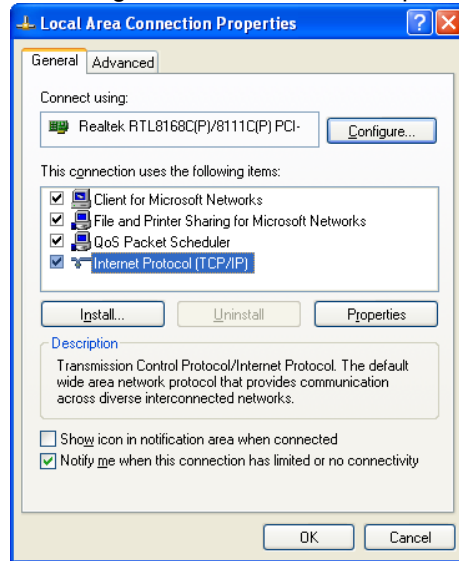 Local Area Connection Properties
General Advanced
Connect using:
Realtek RTL8168C(P)/8111C(P) PCI-
Configure...
This connection uses the following items:
Client for Microsoft Networks
File and Printer Sharing for Microsoft Networks
QoS Packet Scheduler
Internet Protocol (TCP/IP)
Install... Uninstall Properties
Description
Transmission Control Protocol/Internet Protocol. The default
wide area network protocol that provides communication
across diverse interconnected networks.
Show icon in notification area when connected
Notify me when this connection has limited or no connectivity
OK Cancel